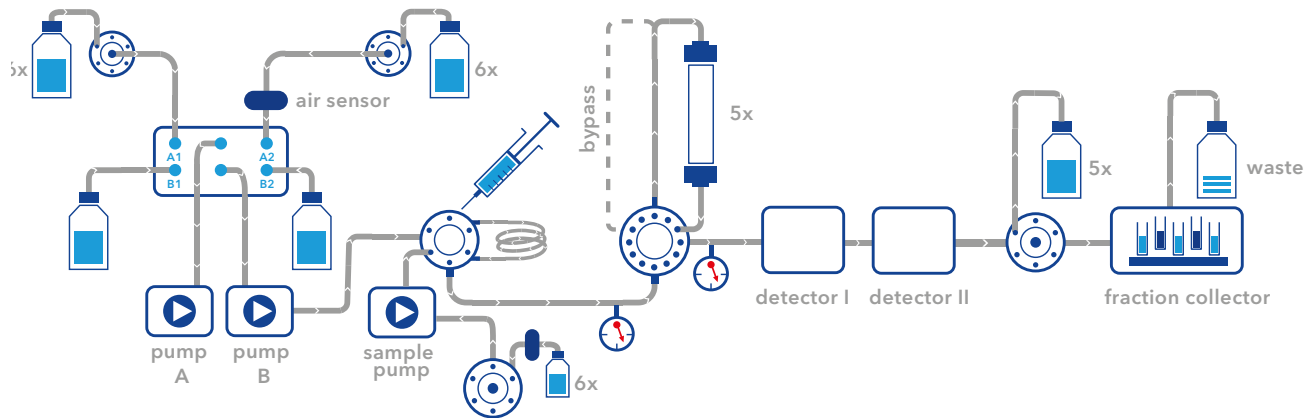 6x
6x
air sensor
A1
A2
B1
B2
bypass
5x
5x
waste
detector I
detector II
fraction collector
pump
A
pump
B
sample
pump
6x